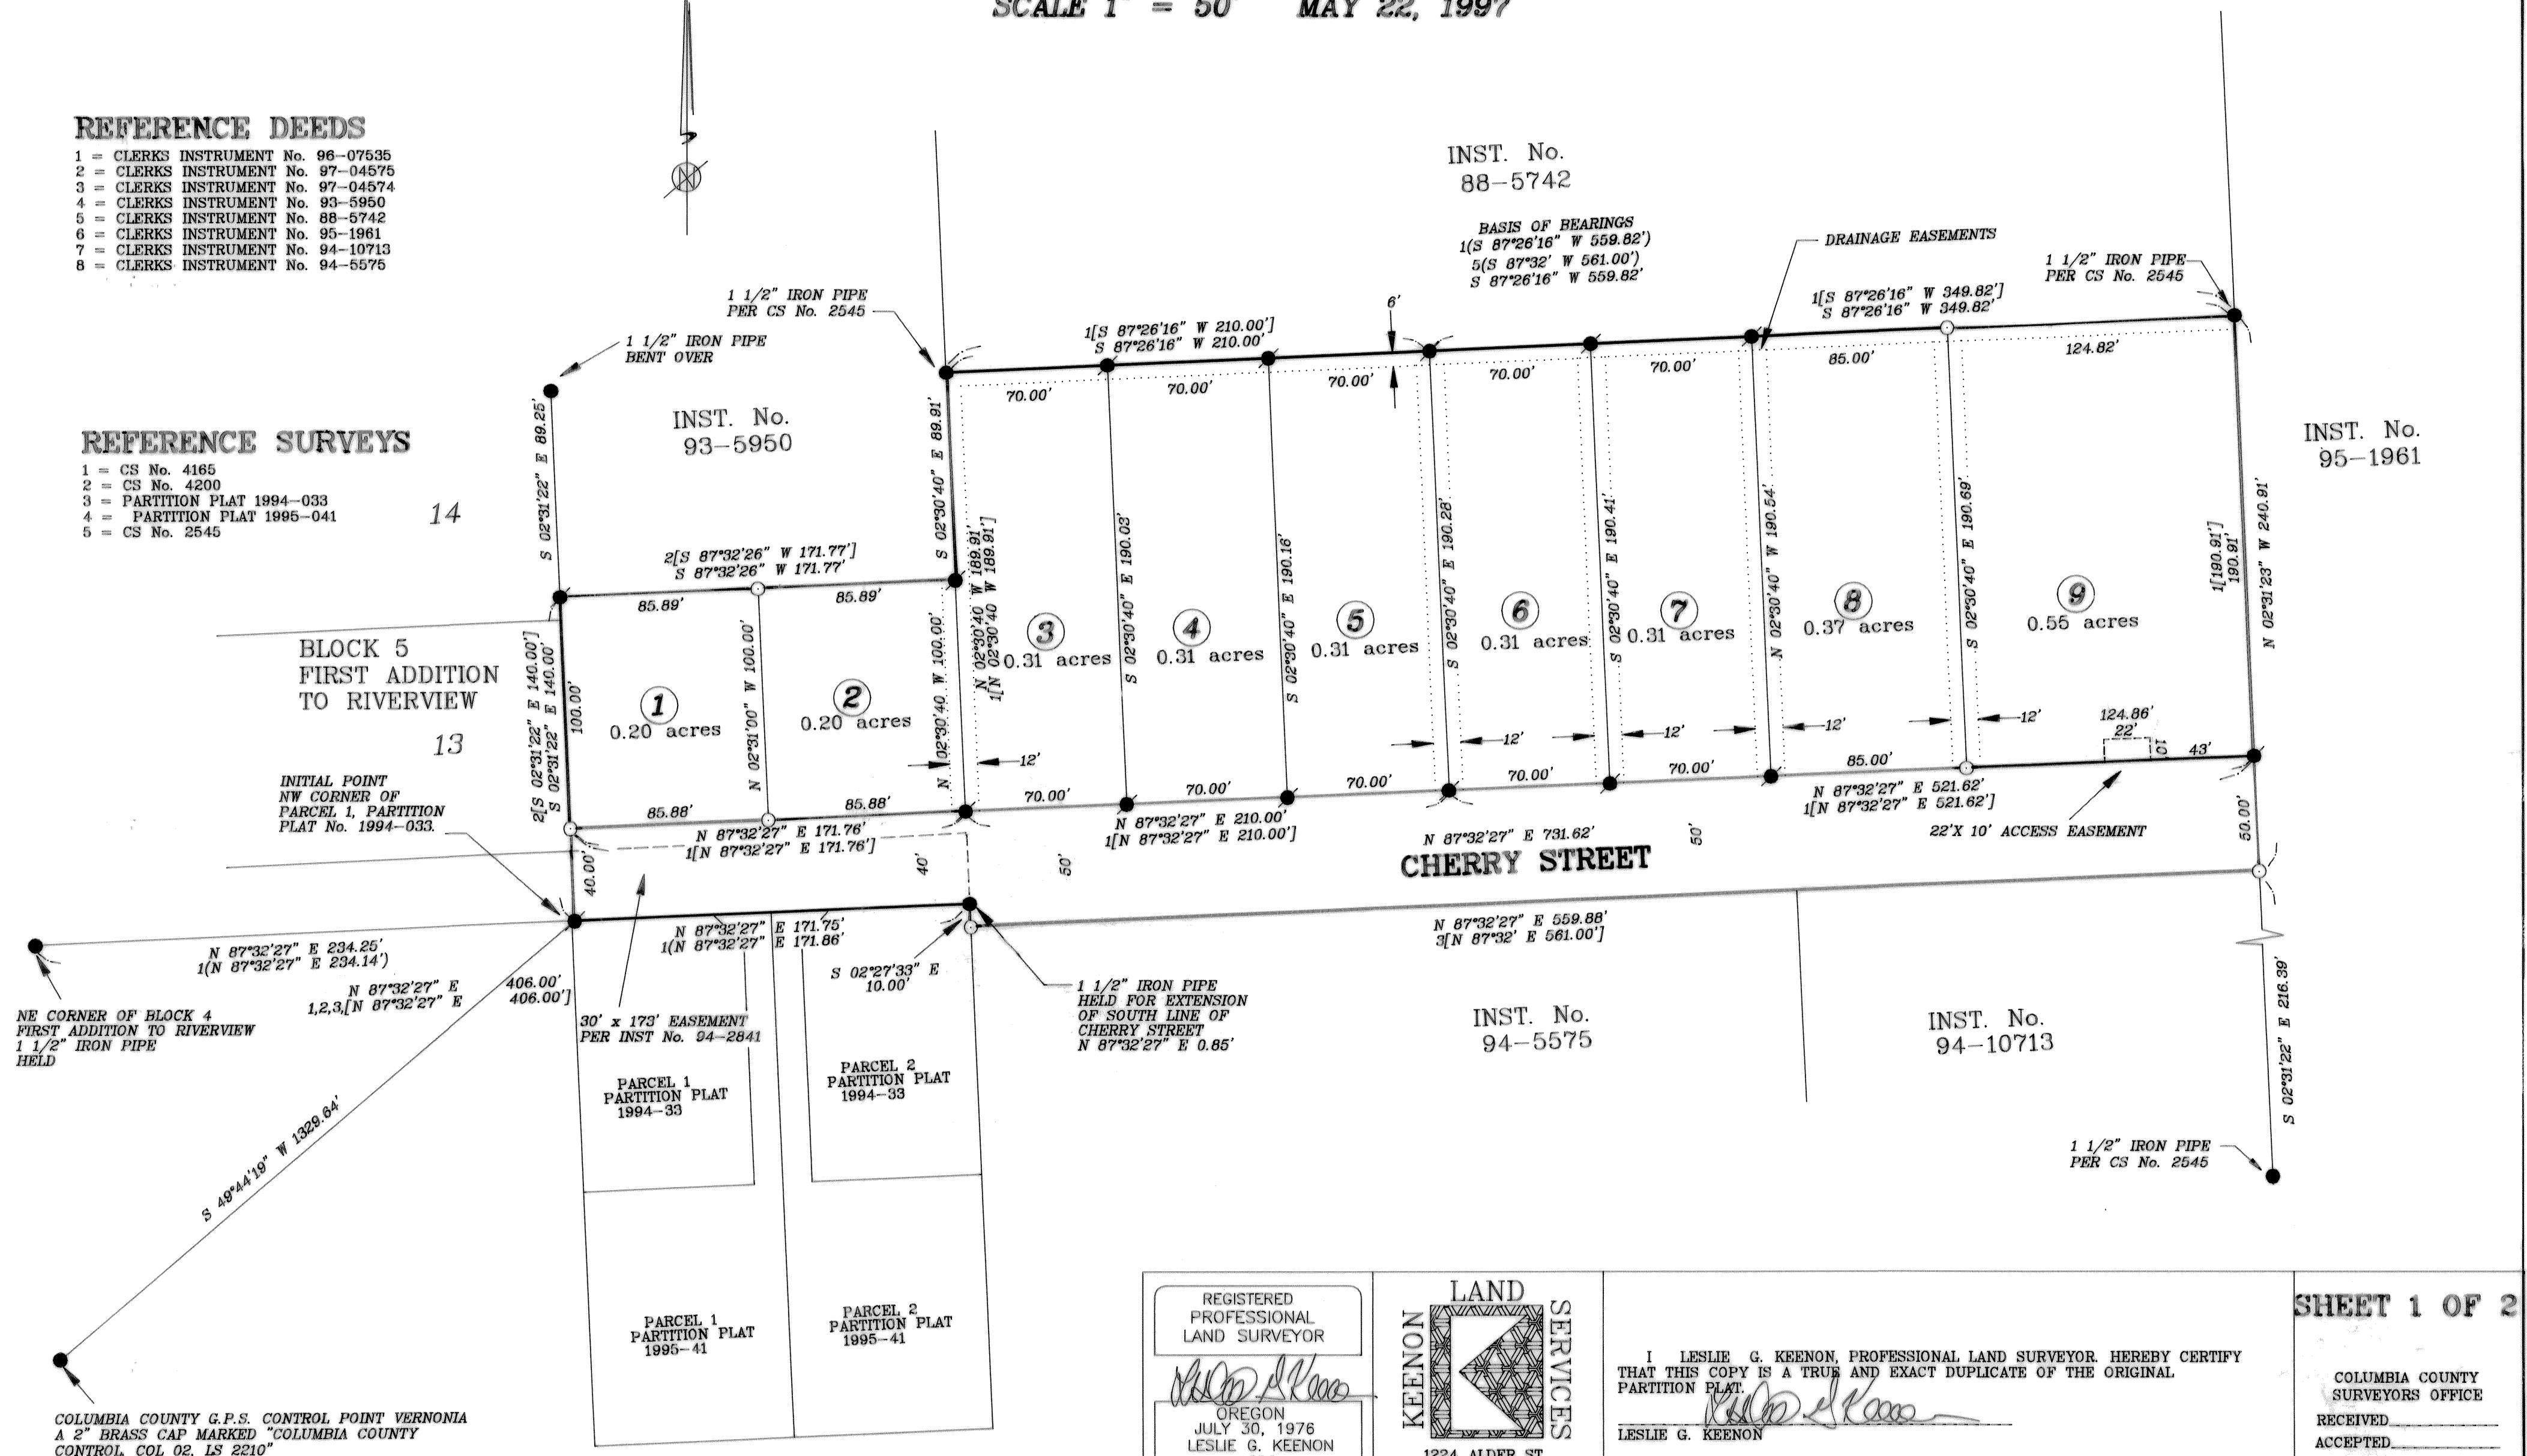 SCALE 1" = 50' MAY 22, 1997
REFERENCE DEEDS
1 = CLERKS INSTRUMENT No. 96-07535
2 = CLERKS INSTRUMENT No. 97-04575
3 = CLERKS INSTRUMENT No. 97-04574
4 = CLERKS INSTRUMENT No. 93-5950
5 = CLERKS INSTRUMENT No. 88-5742
6 = CLERKS INSTRUMENT No. 95-1961
7 = CLERKS INSTRUMENT No. 94-10713
8 = CLERKS INSTRUMENT No. 94-5575
N
REFERENCE SURVEYS
1 = CS No. 4165
2 = CS No. 4200
3 = PARTITION PLAT 1994-033
4 = PARTITION PLAT 1995-041
5 = CS No. 2545
14
INST. No.
88-5742
BASIS OF BEARINGS
1(S 87°26'16" W 559.82')
5(S 87°32' W 561.00')
S 87°26'16" W 559.82'
DRAINAGE EASEMENTS
1 1/2" IRON PIPE
PER CS No. 2545
1 1/2" IRON PIPE
PER CS No. 2545
1 1/2" IRON PIPE
BENT OVER
1[S 87°26'16" W 210.00']
S 87°26'16" W 210.00'
6'
1[S 87°26'16" W 349.82']
S 87°26'16" W 349.82'
70.00'
70.00'
70.00'
70.00'
70.00'
85.00'
124.82'
INST. No.
93-5950
INST. No.
95-1961
S 02°31'22" E 89.25'
S 02°30'40" E 89.91'
2[S 87°32'26" W 171.77']
S 87°32'26" W 171.77'
85.89'
85.89'
N 02°30'40 W 189.91'
1[N 02°30'40 W 189.91']
S 02°30'40" E 190.03'
S 02°30'40" E 190.16'
S 02°30'40" E 190.28'
S 02°30'40" E 190.41'
N 02°30'40" W 190.54'
S 02°30'40" E 190.69'
1[190.91']
190.91'
N 02°31'23" W 240.91'
BLOCK 5
FIRST ADDITION
TO RIVERVIEW
13
2[S 02°31'22" E 140.00']
S 02°31'22" E 140.00'
100.00'
1
0.20 acres
N 02°31'00" W 100.00'
2
0.20 acres
N 02°30'40 W 100.00'
3
0.31 acres
4
0.31 acres
5
0.31 acres
6
0.31 acres
7
0.31 acres
8
0.37 acres
9
0.55 acres
12'
12'
12'
12'
12'
124.86'
22'
10'
43'
INITIAL POINT
NW CORNER OF
PARCEL 1, PARTITION
PLAT No. 1994-033.
85.88'
85.88'
70.00'
70.00'
70.00'
70.00'
70.00'
85.00'
N 87°32'27" E 171.76'
1[N 87°32'27" E 171.76']
N 87°32'27" E 210.00'
1[N 87°32'27" E 210.00']
N 87°32'27" E 521.62'
1[N 87°32'27" E 521.62']
22'X 10' ACCESS EASEMENT
N 87°32'27" E 731.62'
CHERRY STREET
40.00'
40'
50'
50'
50.00'
N 87°32'27" E 234.25'
1(N 87°32'27" E 234.14')
N 87°32'27" E 406.00'
1,2,3,[N 87°32'27" E 406.00']
N 87°32'27" E 171.75'
1(N 87°32'27" E 171.86'
N 87°32'27" E 559.88'
3[N 87°32' E 561.00']
S 02°27'33" E
10.00'
1 1/2" IRON PIPE
HELD FOR EXTENSION
OF SOUTH LINE OF
CHERRY STREET
N 87°32'27" E 0.85'
NE CORNER OF BLOCK 4
FIRST ADDITION TO RIVERVIEW
1 1/2" IRON PIPE
HELD
30' x 173' EASEMENT
PER INST No. 94-2841
INST. No.
94-5575
INST. No.
94-10713
S 02°31'22" E 216.39'
PARCEL 1
PARTITION PLAT
1994-33
PARCEL 2
PARTITION PLAT
1994-33
1 1/2" IRON PIPE
PER CS No. 2545
S 49°44'19" W 1329.64'
PARCEL 1
PARTITION PLAT
1995-41
PARCEL 2
PARTITION PLAT
1995-41
COLUMBIA COUNTY G.P.S. CONTROL POINT VERNONIA
A 2" BRASS CAP MARKED "COLUMBIA COUNTY
CONTROL COL 02, LS 2210"
REGISTERED
PROFESSIONAL
LAND SURVEYOR
Leslie G Keenon
OREGON
JULY 30, 1976
LESLIE G. KEENON
KEENON
LAND
SERVICES
1224 ALDER ST
I LESLIE G. KEENON, PROFESSIONAL LAND SURVEYOR. HEREBY CERTIFY
THAT THIS COPY IS A TRUE AND EXACT DUPLICATE OF THE ORIGINAL
PARTITION PLAT.
Leslie G Keenon
LESLIE G. KEENON
SHEET 1 OF 2
COLUMBIA COUNTY
SURVEYORS OFFICE
RECEIVED
ACCEPTED